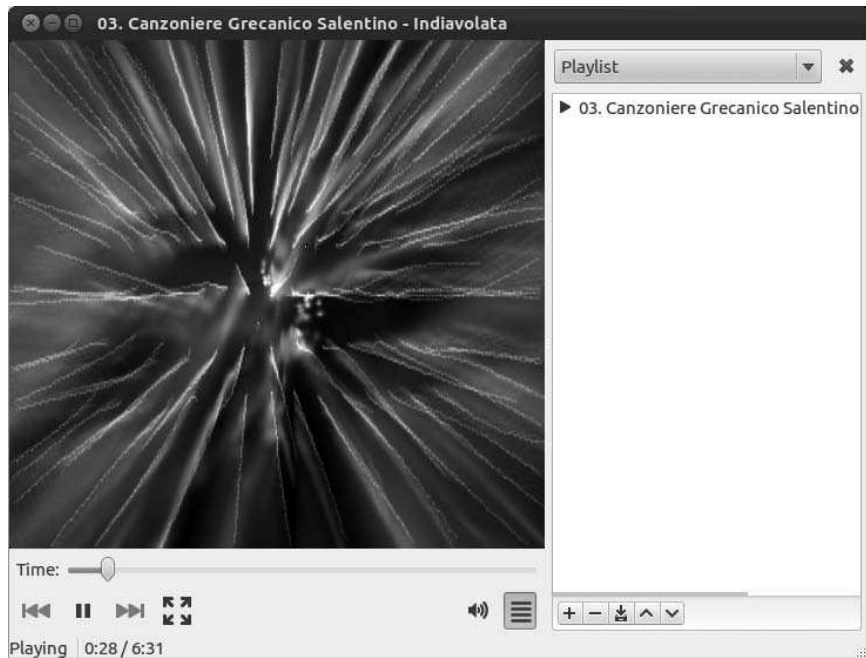 03. Canzoniere Grecanico Salentino - Indiavolata
Playlist
03. Canzoniere Grecanico Salentino
Time:
Playing 0:28 / 6:31